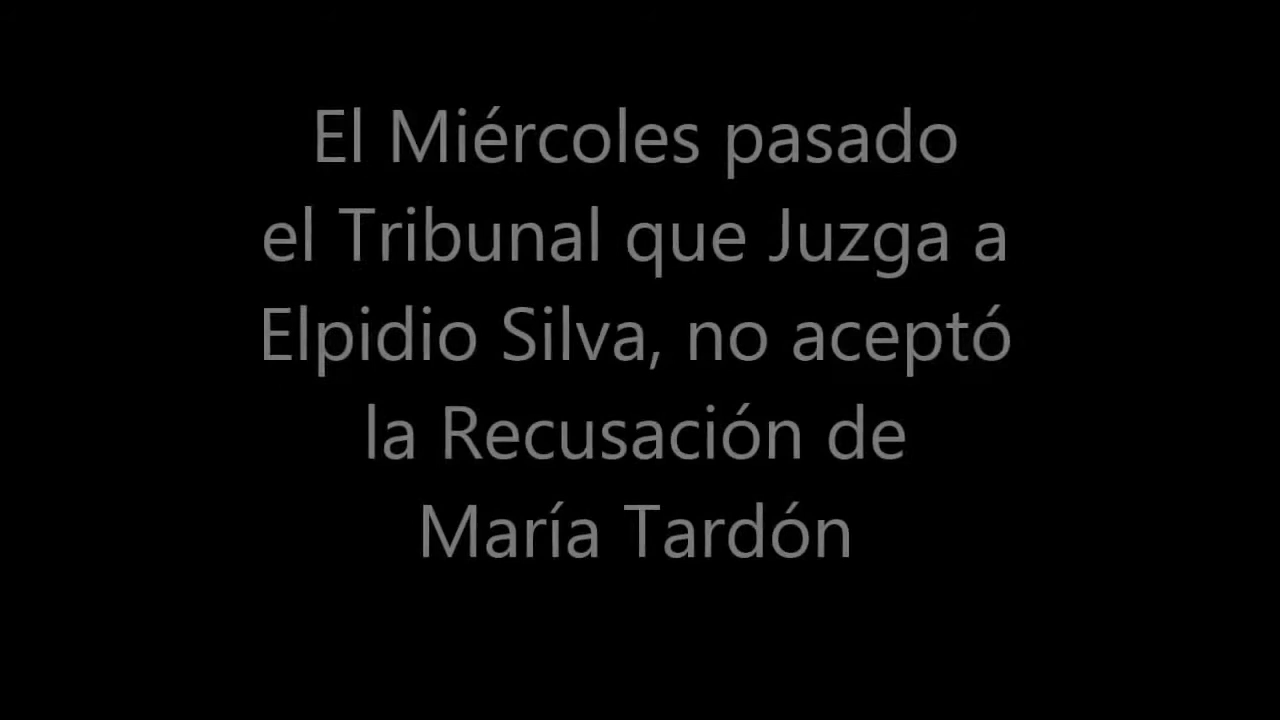 El Miércoles pasado
el Tribunal que Juzga a
Elpidio Silva, no aceptó
la Recusación de
María Tardón